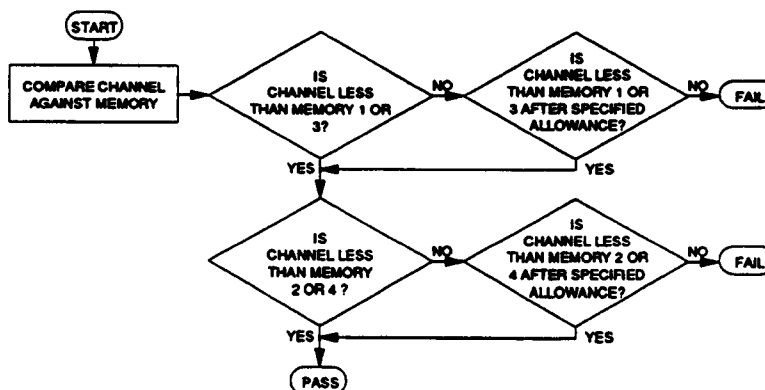 START
COMPARE CHANNEL
AGAINST MEMORY
IS
CHANNEL LESS
THAN MEMORY 1 OR
3?
NO
IS
CHANNEL LESS
THAN MEMORY 1 OR
3 AFTER SPECIFIED
ALLOWANCE?
NO
FAIL
YES
YES
IS
CHANNEL LESS
THAN MEMORY
2 OR 4 ?
NO
IS
CHANNEL LESS
THAN MEMORY 2 OR
4 AFTER SPECIFIED
ALLOWANCE?
NO
FAIL
YES
YES
PASS